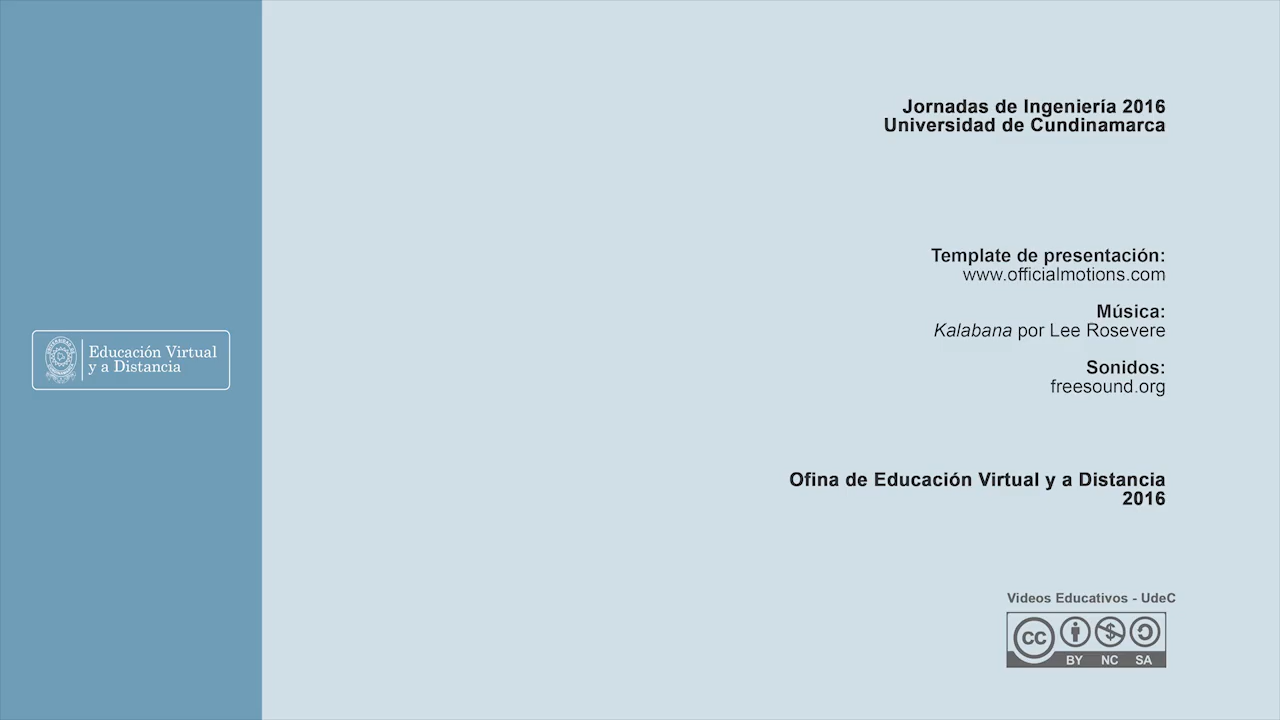 Jornadas de Ingeniería 2016
Universidad de Cundinamarca
Template de presentación:
www.officialmotions.com
Música:
Kalabana por Lee Rosevere
Sonidos:
freesound.org
Educación Virtual
y a Distancia
Ofina de Educación Virtual y a Distancia
2016
Videos Educativos - UdeC
cc
BY NC SA